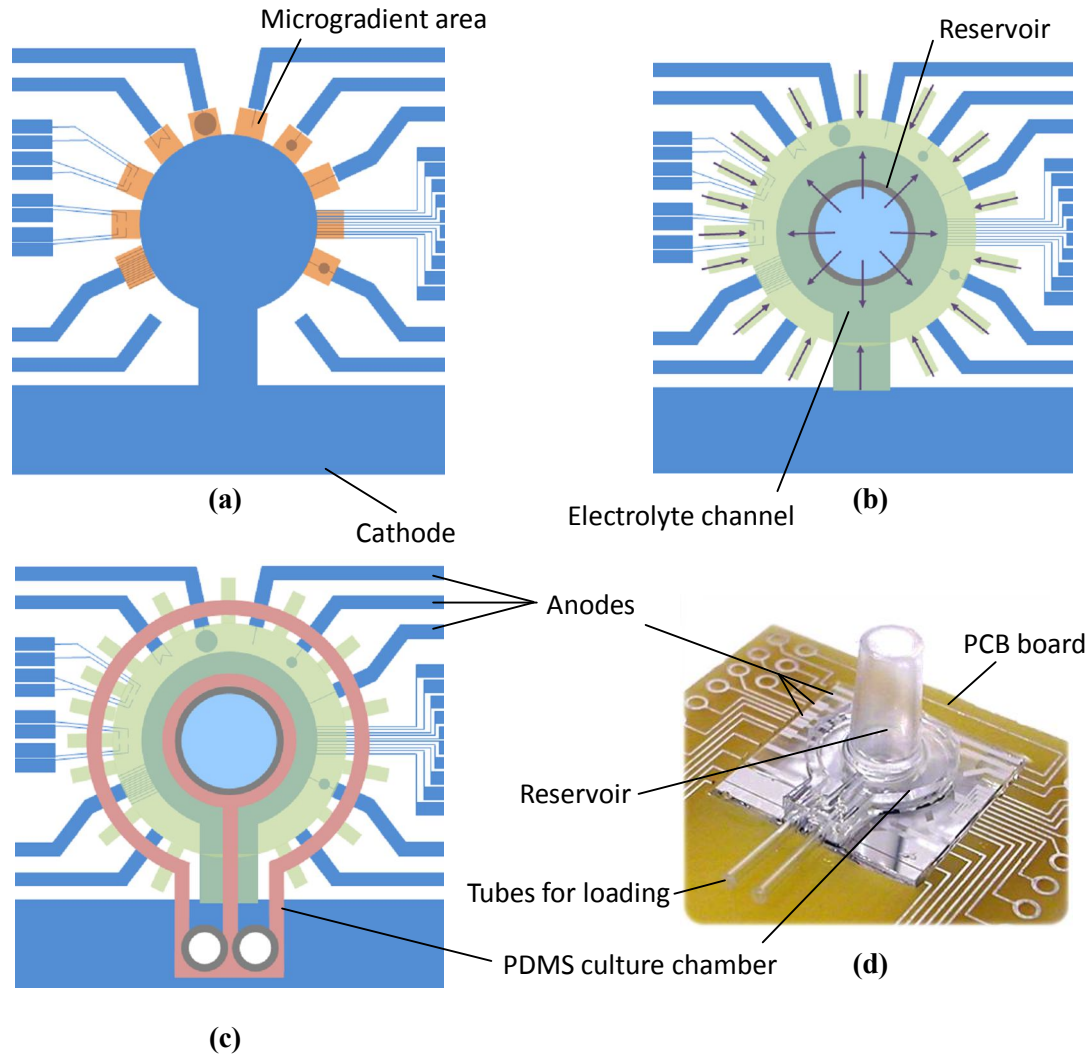 Microgradient area
Reservoir
(a)
(b)
Cathode
Electrolyte channel
Anodes
PCB board
Reservoir
Tubes for loading
PDMS culture chamber
(d)
(c)